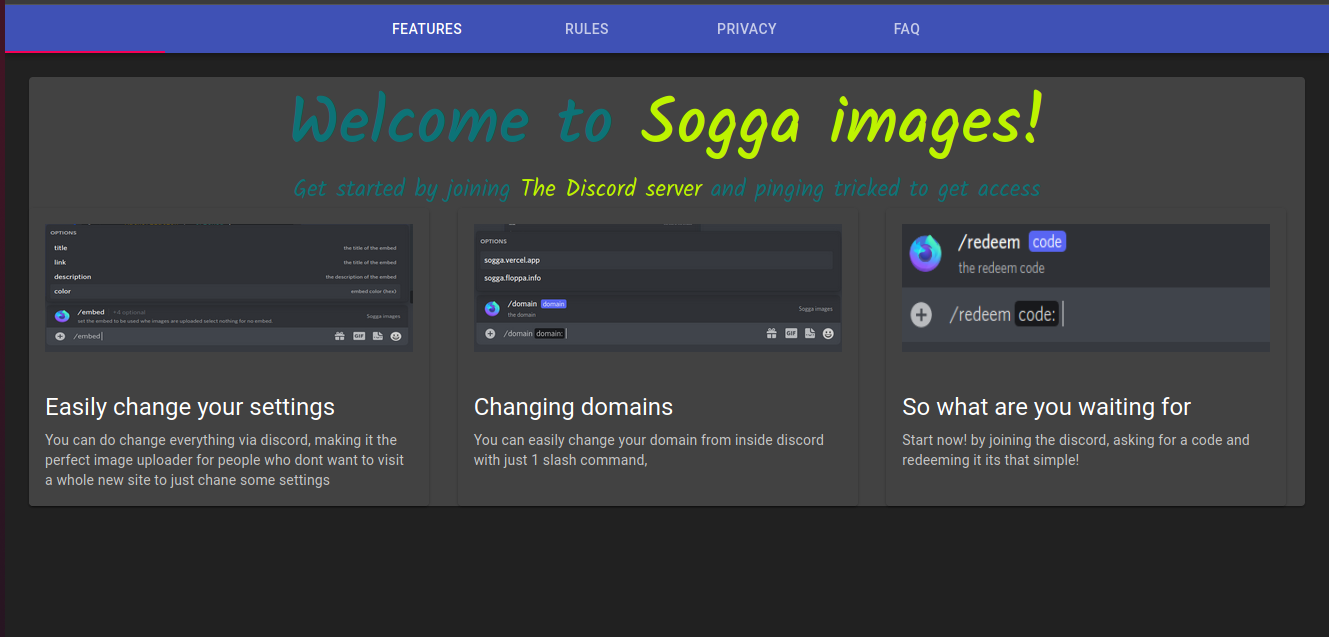 FEATURES
RULES
PRIVACY
FAQ
Welcome to Sogga images!
Get started by joining The Discord server and pinging tricked to get access
OPTIONS
title the title of the embed
link the title of the embed
description the description of the embed
color embed color (hex)
/embed +4 optional
set the embed to be used whe images are uploaded select nothing for no embed
Sogga images
/embed
GIF
OPTIONS
sogga.vercel.app
sogga.floppa.info
/domain domain
the domain
Sogga images
/domain domain:
GIF
/redeem code
the redeem code
/redeem code:
Easily change your settings
You can do change everything via discord, making it the
perfect image uploader for people who dont want to visit
a whole new site to just chane some settings
Changing domains
You can easily change your domain from inside discord
with just 1 slash command,
So what are you waiting for
Start now! by joining the discord, asking for a code and
redeeming it its that simple!